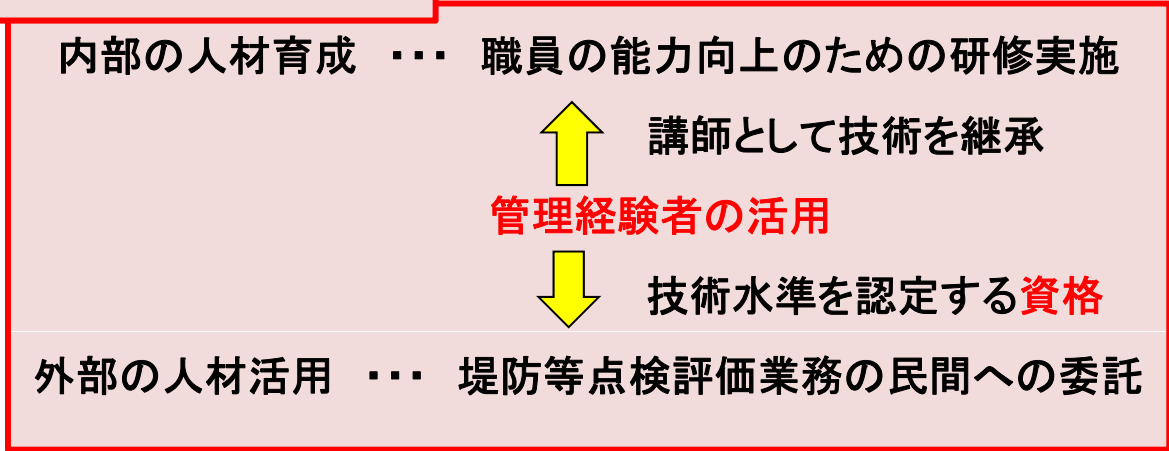 内部の人材育成 ・・・ 職員の能力向上のための研修実施
講師として技術を継承
管理経験者の活用
技術水準を認定する資格
外部の人材活用 ・・・ 堤防等点検評価業務の民間への委託